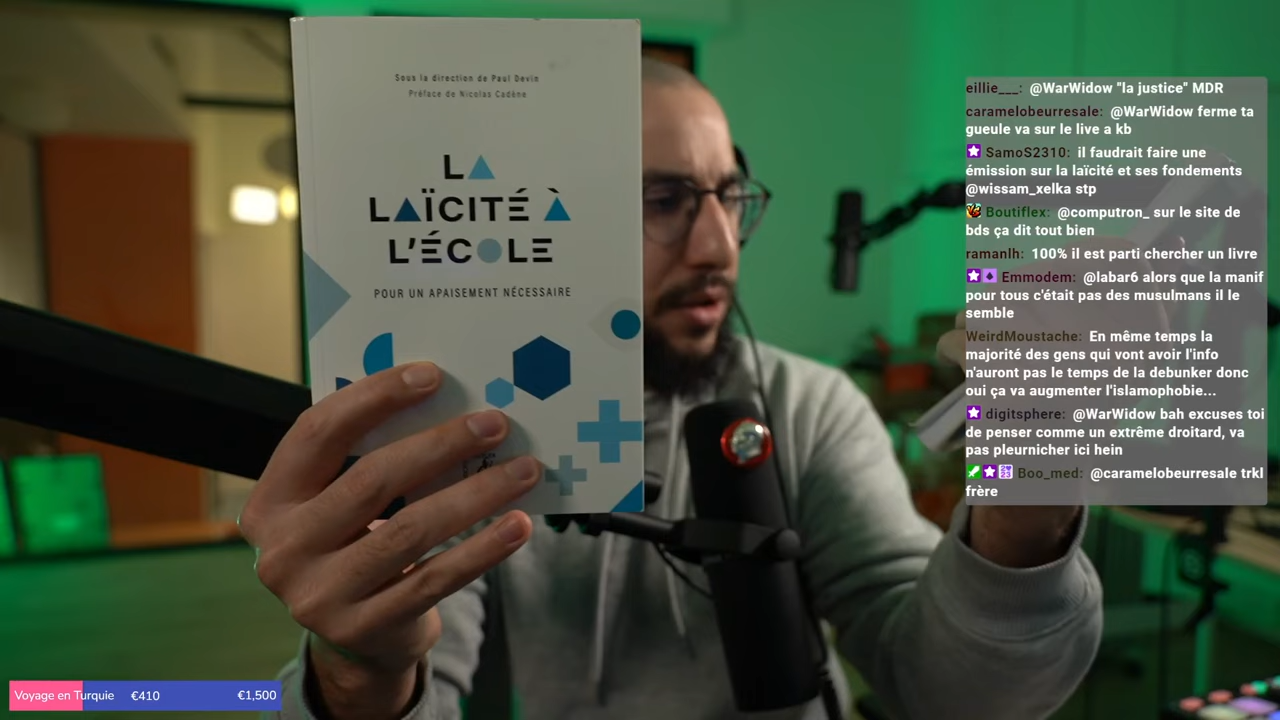 Sous la direction de Paul Devin
Préface de Nicolas Cadène
LA
LAÏCITÉ À
L'ÉCOLE
POUR UN APAISEMENT NÉCESSAIRE
eillie___: @WarWidow "la justice" MDR
caramelobeurresale: @WarWidow ferme ta
gueule va sur le live a kb
SamoS2310: il faudrait faire une
émission sur la laïcité et ses fondements
@wissam_xelka stp
Boutiflex: @computron_ sur le site de
bds ça dit tout bien
ramanlh: 100% il est parti chercher un livre
Emmodem: @labar6 alors que la manif
pour tous c'était pas des musulmans il le
semble
WeirdMoustache: En même temps la
majorité des gens qui vont avoir l'info
n'auront pas le temps de la debunker donc
oui ça va augmenter l'islamophobie...
digitsphere: @WarWidow bah excuses toi
de penser comme un extrême droitard, va
pas pleurnicher ici hein
Boo_med: @caramelobeurresale trkl
frère
Voyage en Turquie €410 €1,500